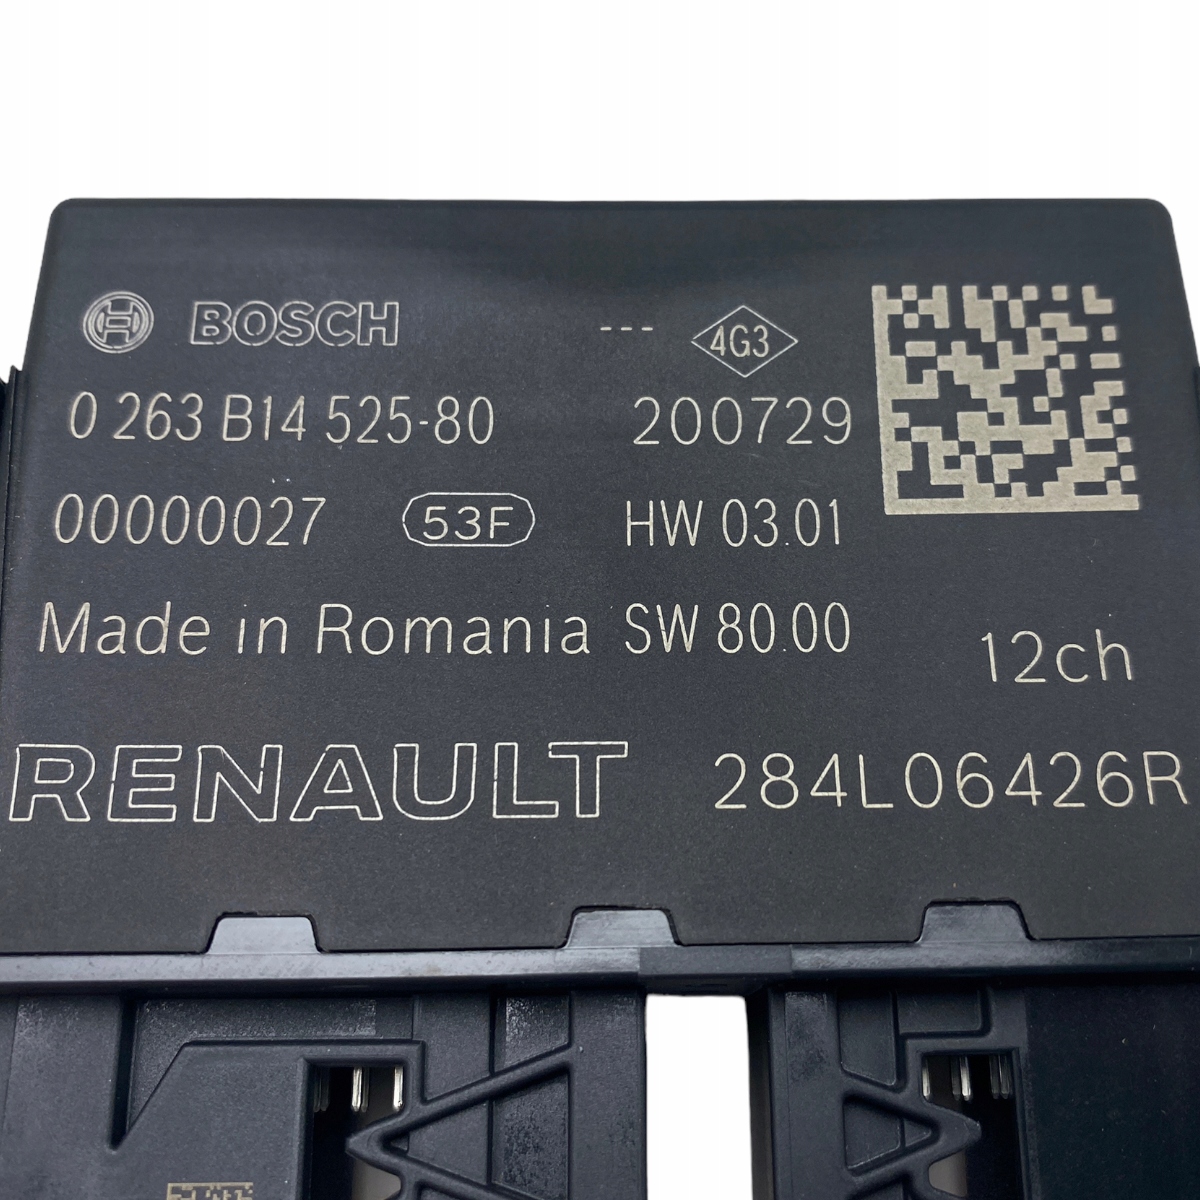 BOSCH --- 4G3
0 263 B14 525-80 200729
00000027 53F HW 03.01
Made in Romania SW 80.00
12ch
RENAULT 284L06426R